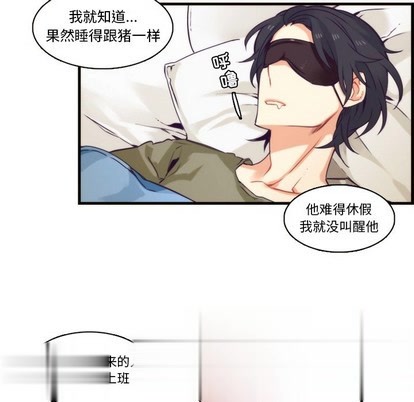 我就知道...
果然睡得跟猪一样
呼噜！
他难得休假
我就没叫醒他
来的
上班